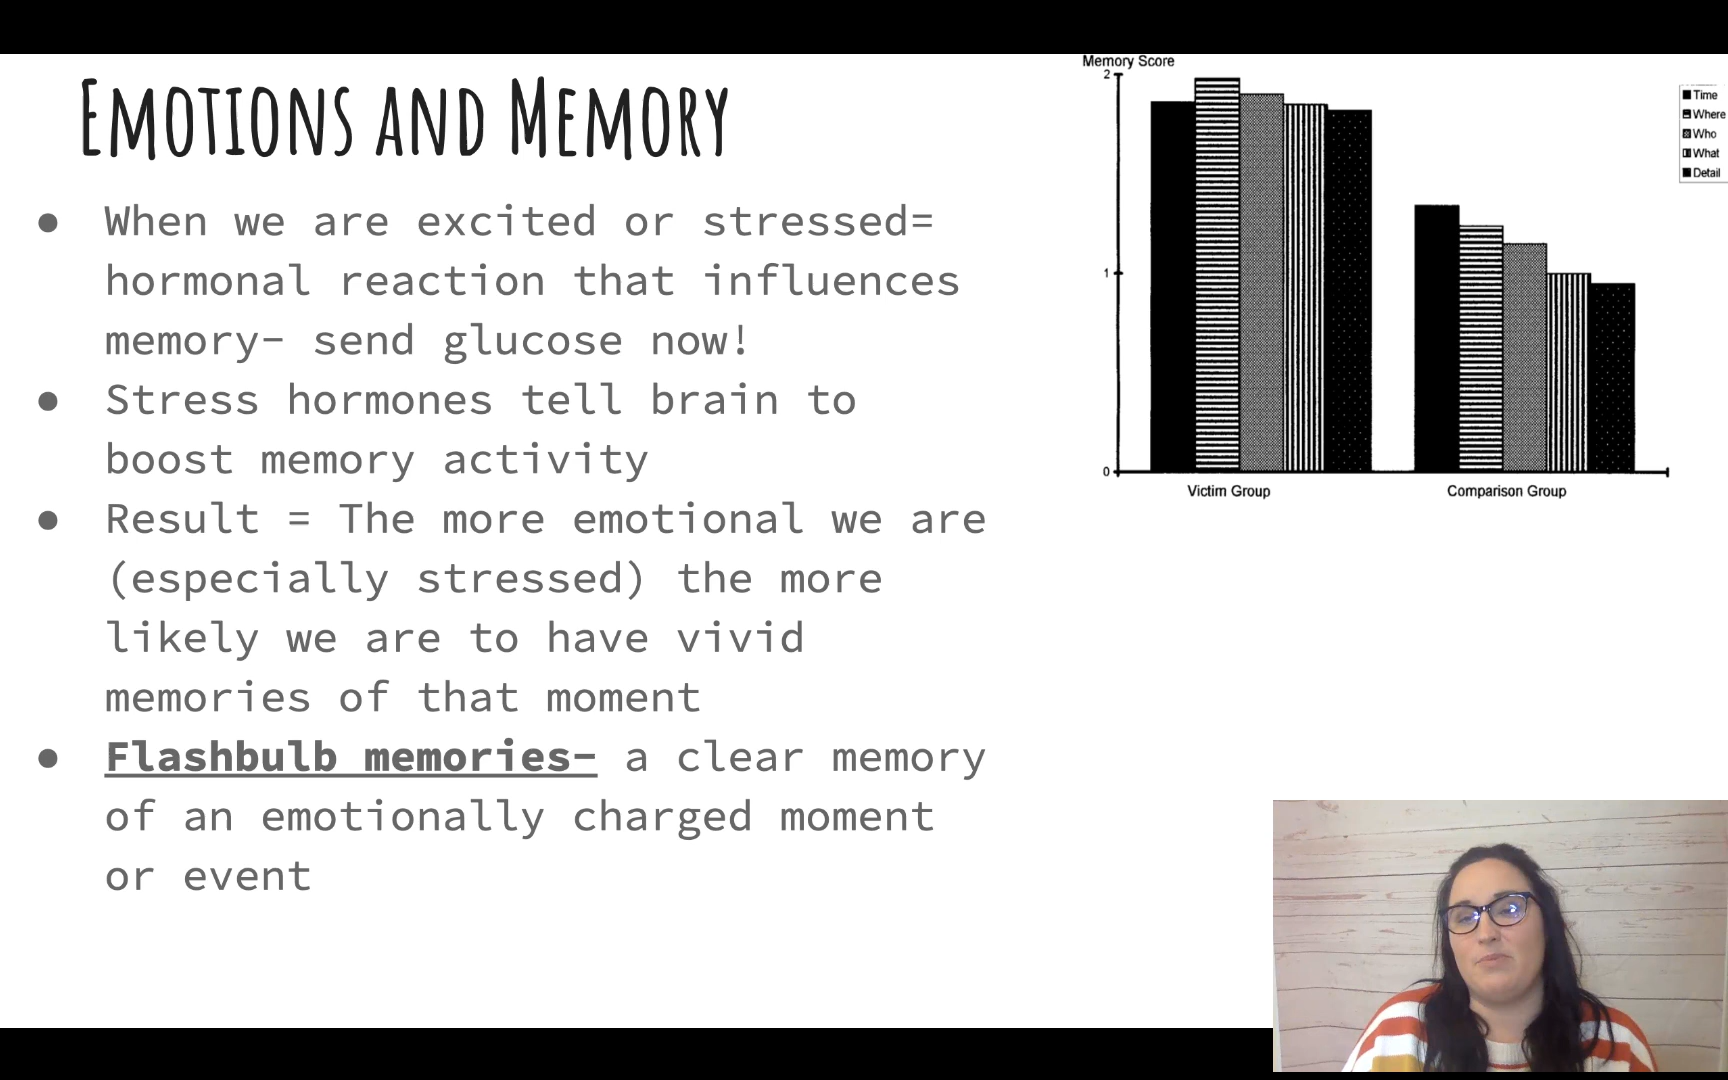 EMOTIONS AND MEMORY
● When we are excited or stressed=
hormonal reaction that influences
memory- send glucose now!
● Stress hormones tell brain to
boost memory activity
● Result = The more emotional we are
(especially stressed) the more
likely we are to have vivid
memories of that moment
● Flashbulb memories- a clear memory
of an emotionally charged moment
or event
Memory Score
2
1
0
Victim Group
Comparison Group
Time
Where
Who
What
Detail